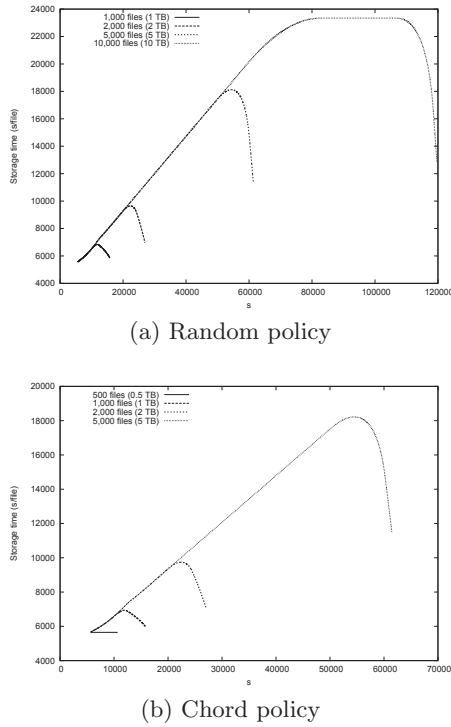 24000
22000
20000
18000
16000
14000
12000
10000
8000
6000
4000
Storage time (s/file)
1,000 files (1 TB)
2,000 files (2 TB)
5,000 files (5 TB)
10,000 files (10 TB)
0 20000 40000 60000 80000 100000 120000
s
(a) Random policy
20000
18000
16000
14000
12000
10000
8000
6000
4000
Storage time (s/file)
500 files (0.5 TB)
1,000 files (1 TB)
2,000 files (2 TB)
5,000 files (5 TB)
0 10000 20000 30000 40000 50000 60000 70000
s
(b) Chord policy